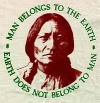 MAN BELONGS TO THE EARTH
EARTH DOES NOT BELONG TO MAN